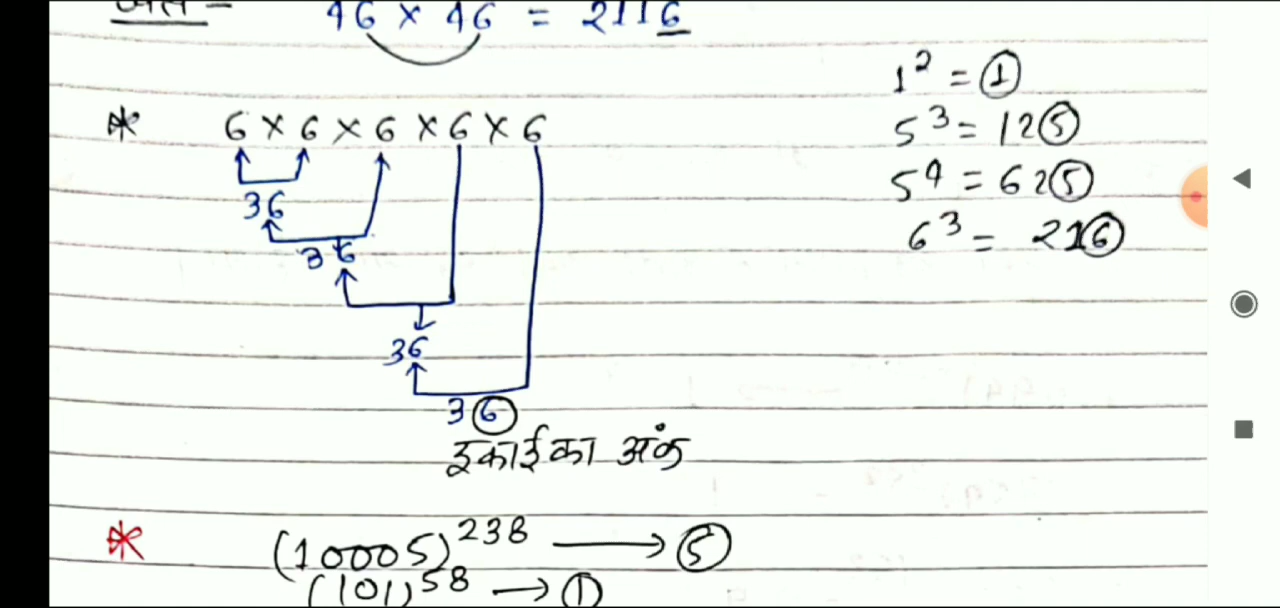 जैसे - 46 × 46 = 2116
* 6 × 6 × 6 × 6 × 6
36
36
36
36
इकाई का अंक
1² = 1
5³ = 125
5⁴ = 625
6³ = 216
* (10005)²³⁸ → 5
(101)⁵⁸ → 1